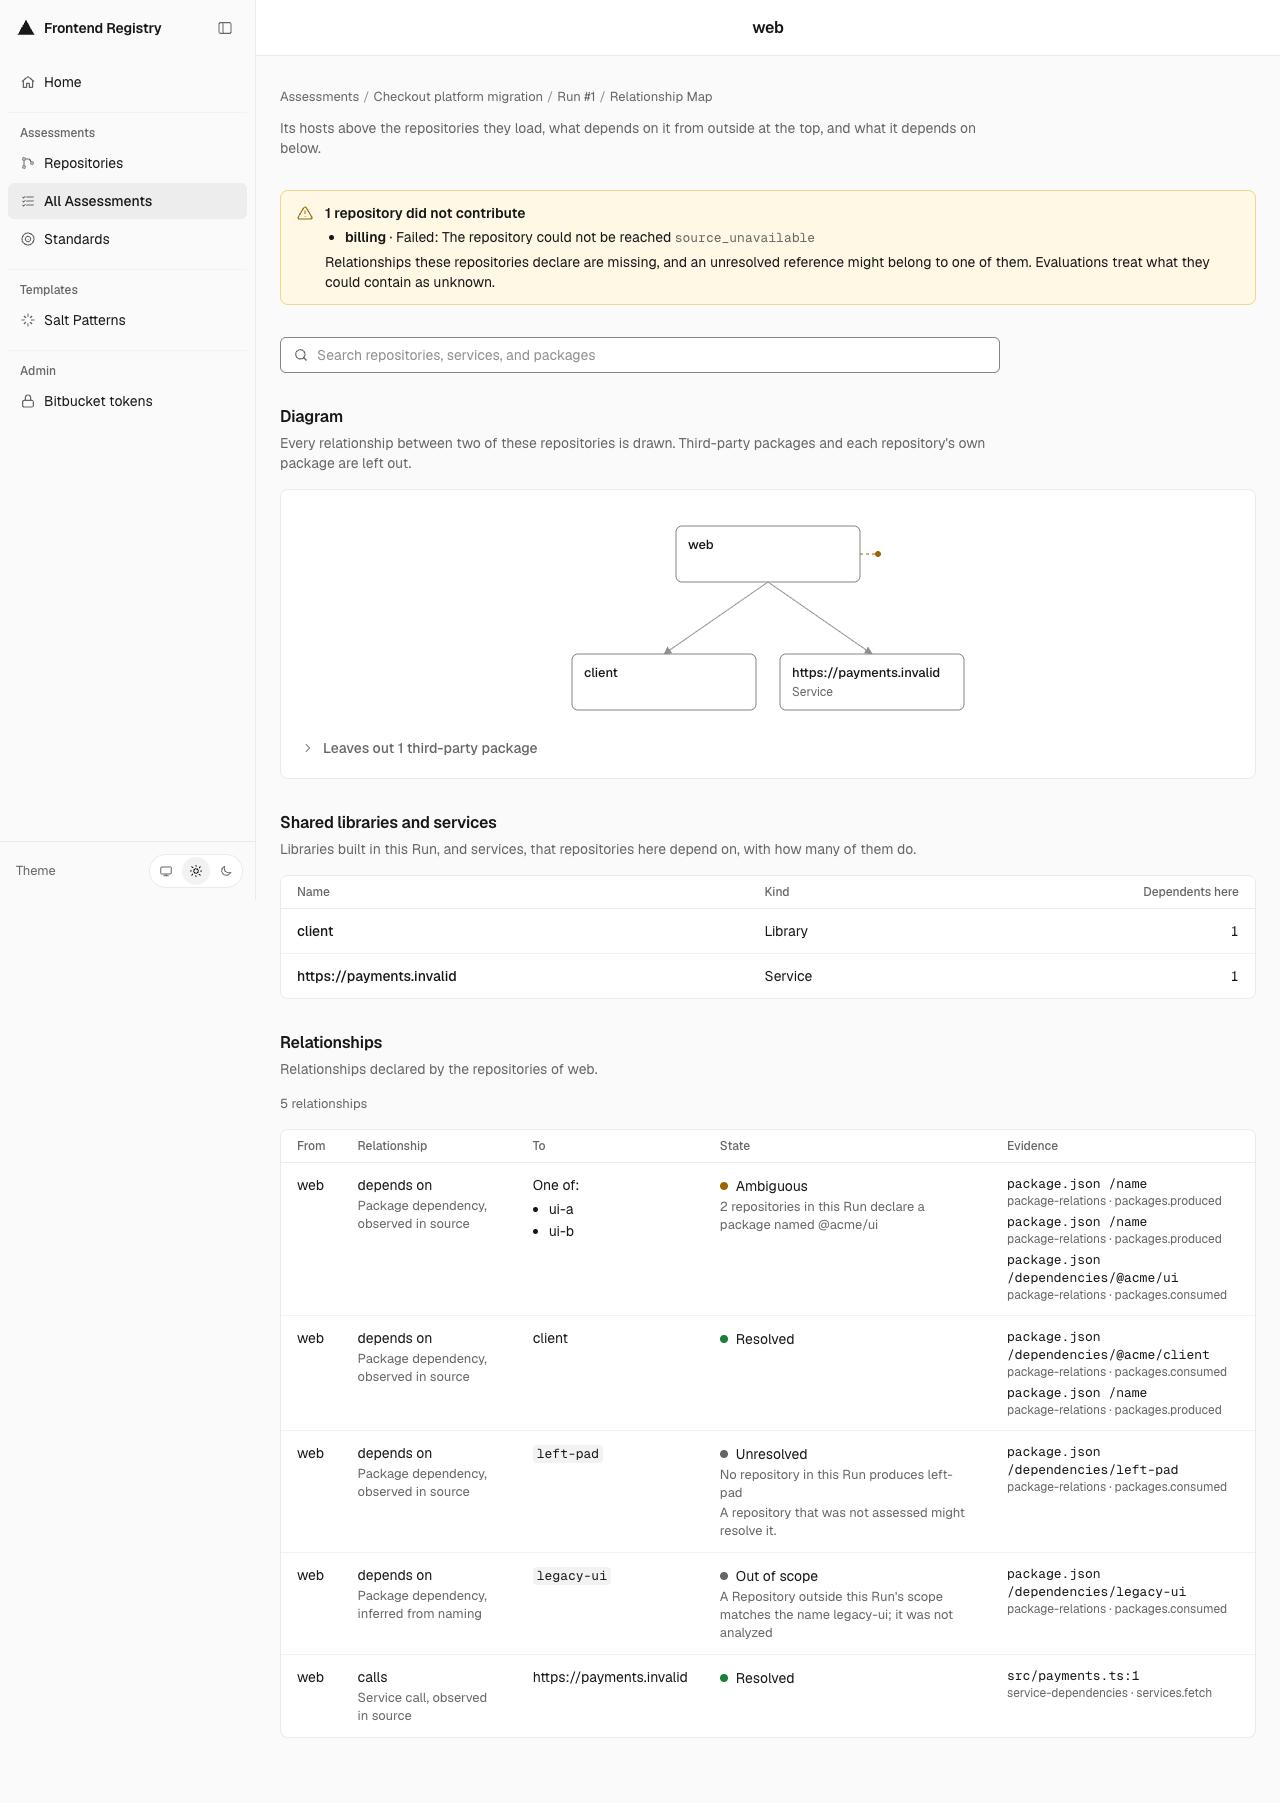 Frontend Registry
web
Home
Assessments
Repositories
All Assessments
Standards
Templates
Salt Patterns
Admin
Bitbucket tokens
Theme
Assessments / Checkout platform migration / Run #1 / Relationship Map
Its hosts above the repositories they load, what depends on it from outside at the top, and what it depends on
below.
1 repository did not contribute
• billing · Failed: The repository could not be reached source_unavailable
Relationships these repositories declare are missing, and an unresolved reference might belong to one of them. Evaluations treat what they
could contain as unknown.
Search repositories, services, and packages
Diagram
Every relationship between two of these repositories is drawn. Third-party packages and each repository's own
package are left out.
web
client
https://payments.invalid
Service
Leaves out 1 third-party package
Shared libraries and services
Libraries built in this Run, and services, that repositories here depend on, with how many of them do.
Name Kind Dependents here
client Library 1
https://payments.invalid Service 1
Relationships
Relationships declared by the repositories of web.
5 relationships
From Relationship To State Evidence
web
depends on
Package dependency,
observed in source
One of:
• ui-a
• ui-b
Ambiguous
2 repositories in this Run declare a
package named @acme/ui
package.json /name
package-relations · packages.produced
package.json /name
package-relations · packages.produced
package.json
/dependencies/@acme/ui
package-relations · packages.consumed
web
depends on
Package dependency,
observed in source
client
Resolved
package.json
/dependencies/@acme/client
package-relations · packages.consumed
package.json /name
package-relations · packages.produced
web
depends on
Package dependency,
observed in source
left-pad
Unresolved
No repository in this Run produces left-
pad
A repository that was not assessed might
resolve it.
package.json
/dependencies/left-pad
package-relations · packages.consumed
web
depends on
Package dependency,
inferred from naming
legacy-ui
Out of scope
A Repository outside this Run's scope
matches the name legacy-ui; it was not
analyzed
package.json
/dependencies/legacy-ui
package-relations · packages.consumed
web
calls
Service call, observed
in source
https://payments.invalid
Resolved
src/payments.ts:1
service-dependencies · services.fetch